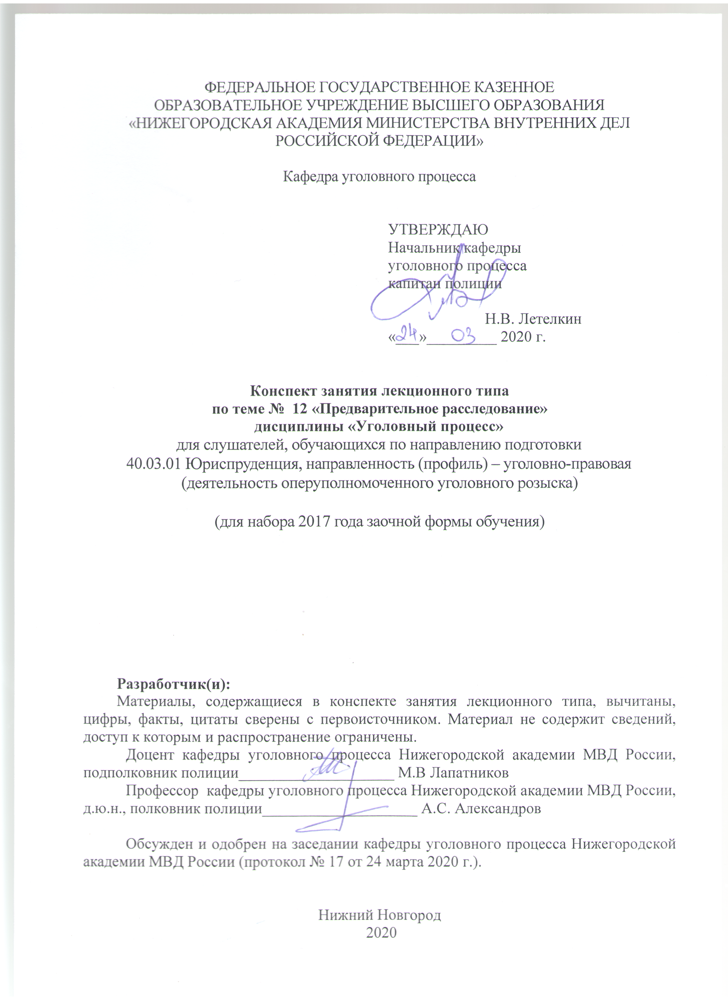 ФЕДЕРАЛЬНОЕ ГОСУДАРСТВЕННОЕ КАЗЕННОЕ
ОБРАЗОВАТЕЛЬНОЕ УЧРЕЖДЕНИЕ ВЫСШЕГО ОБРАЗОВАНИЯ
«НИЖЕГОРОДСКАЯ АКАДЕМИЯ МИНИСТЕРСТВА ВНУТРЕННИХ ДЕЛ
РОССИЙСКОЙ ФЕДЕРАЦИИ»
Кафедра уголовного процесса
УТВЕРЖДАЮ
Начальник кафедры
уголовного процесса
капитан полиции
Н.В. Летелкин
«24» 03 2020 г.
Конспект занятия лекционного типа
по теме № 12 «Предварительное расследование»
дисциплины «Уголовный процесс»
для слушателей, обучающихся по направлению подготовки
40.03.01 Юриспруденция, направленность (профиль) – уголовно-правовая
(деятельность оперуполномоченного уголовного розыска)
(для набора 2017 года заочной формы обучения)
Разработчик(и):
Материалы, содержащиеся в конспекте занятия лекционного типа, вычитаны,
цифры, факты, цитаты сверены с первоисточником. Материал не содержит сведений,
доступ к которым и распространение ограничены.
Доцент кафедры уголовного процесса Нижегородской академии МВД России,
подполковник полиции____________________ М.В Лапатников
Профессор кафедры уголовного процесса Нижегородской академии МВД России,
д.ю.н., полковник полиции____________________ А.С. Александров
Обсужден и одобрен на заседании кафедры уголовного процесса Нижегородской
академии МВД России (протокол № 17 от 24 марта 2020 г.).
Нижний Новгород
2020